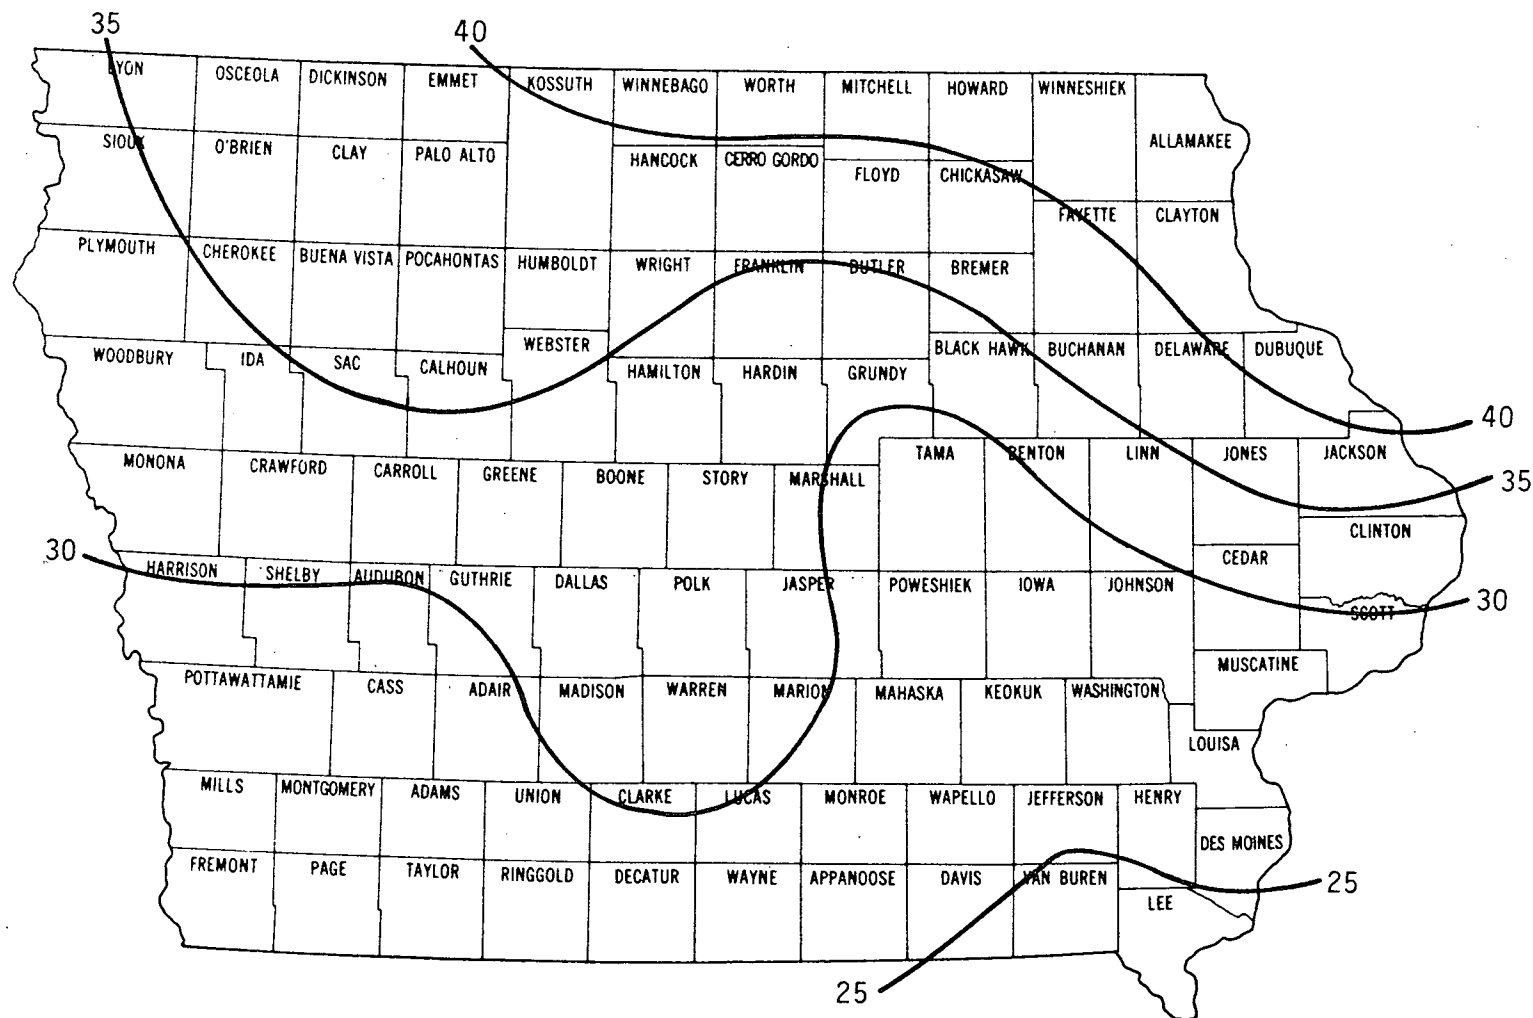 35
40
LYON OSCEOLA DICKINSON EMMET KOSSUTH WINNEBAGO WORTH MITCHELL HOWARD WINNESHIEK
ALLAMAKEE
SIOUX O'BRIEN CLAY PALO ALTO HANCOCK CERRO GORDO FLOYD CHICKASAW
FAYETTE CLAYTON
PLYMOUTH CHEROKEE BUENA VISTA POCAHONTAS HUMBOLDT WRIGHT FRANKLIN BUTLER BREMER
WOODBURY IDA SAC CALHOUN WEBSTER HAMILTON HARDIN GRUNDY BLACK HAWK BUCHANAN DELAWARE DUBUQUE
40
MONONA CRAWFORD CARROLL GREENE BOONE STORY MARSHALL TAMA BENTON LINN JONES JACKSON
35
CLINTON
30
HARRISON SHELBY AUDUBON GUTHRIE DALLAS POLK JASPER POWESHIEK IOWA JOHNSON CEDAR
SCOTT
30
POTTAWATTAMIE CASS ADAIR MADISON WARREN MARION MAHASKA KEOKUK WASHINGTON MUSCATINE
LOUISA
MILLS MONTGOMERY ADAMS UNION CLARKE LUCAS MONROE WAPELLO JEFFERSON HENRY
DES MOINES
FREMONT PAGE TAYLOR RINGGOLD DECATUR WAYNE APPANOOSE DAVIS VAN BUREN
25
LEE
25